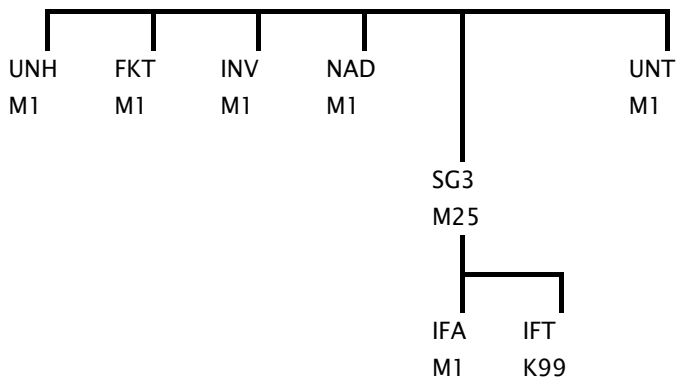 UNH FKT INV NAD UNT
M1 M1 M1 M1 M1
SG3
M25
IFA IFT
M1 K99